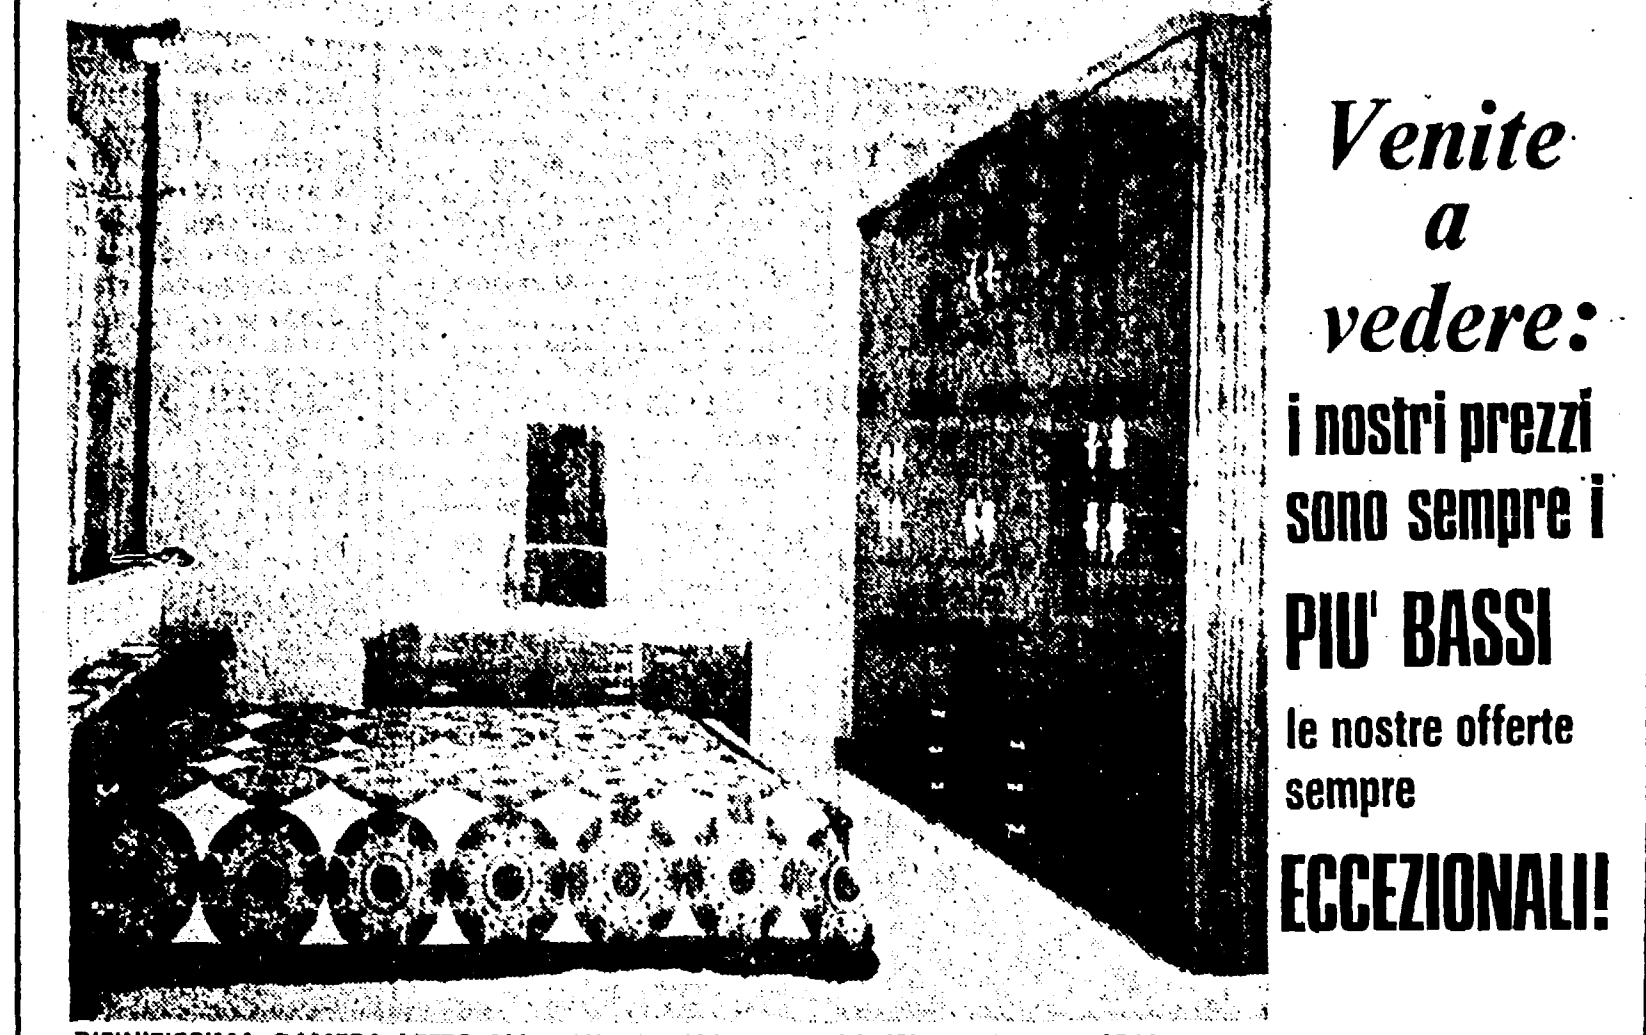 Venite
a
vedere:
i nostri prezzi
sono sempre i
PIU' BASSI
le nostre offerte
sempre
ECCEZIONALI!